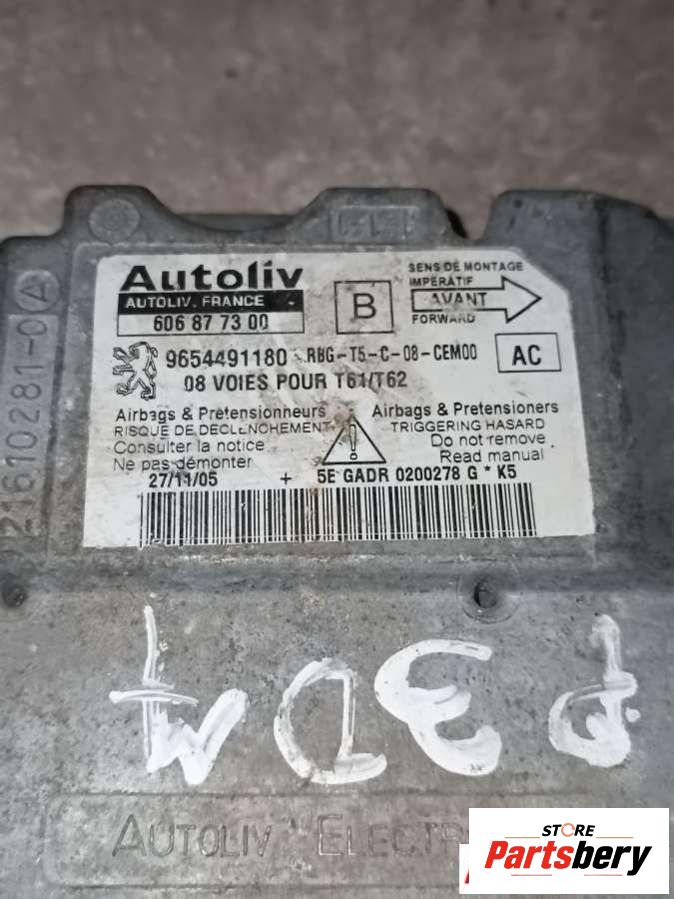 Autoliv
AUTOLIV. FRANCE
606 87 73 00
B
SENS DE MONTAGE
IMPÉRATIF
AVANT
FORWARD
9654491180 RBG-T5-C-08-CEM00
AC
08 VOIES POUR T61/T62
Airbags & Pretensionneurs
RISQUE DE DECLENCHEMENT
Consulter la notice
Ne pas démonter
Airbags & Pretensioners
TRIGGERING HASARD
Do not remove
Read manual
27/11/05 + 5E GADR 0200278 G * K5
21610281-0 A
AUTOLIV ELECTR
STORE
Partsbery